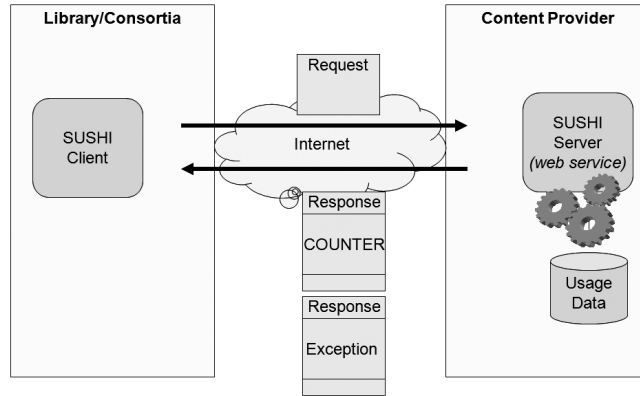 Library/Consortia
Content Provider
Request
SUSHI
Client
Internet
SUSHI
Server
(web service)
Response
COUNTER
Usage
Data
Response
Exception